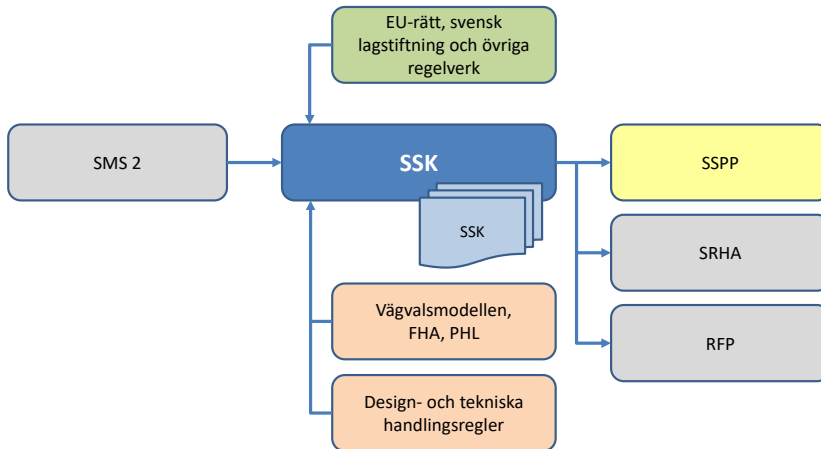 EU-rätt, svensk
lagstiftning och övriga
regelverk
SMS 2
SSK
SSPP
SSK
SRHA
Vägvalsmodellen,
FHA, PHL
RFP
Design- och tekniska
handlingsregler